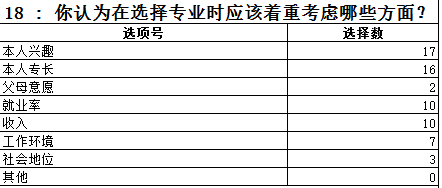 18 : 你认为在选择专业时应该着重考虑哪些方面?
选项号 选择数
本人兴趣 17
本人专长 16
父母意愿 2
就业率 10
收入 10
工作环境 7
社会地位 3
其他 0